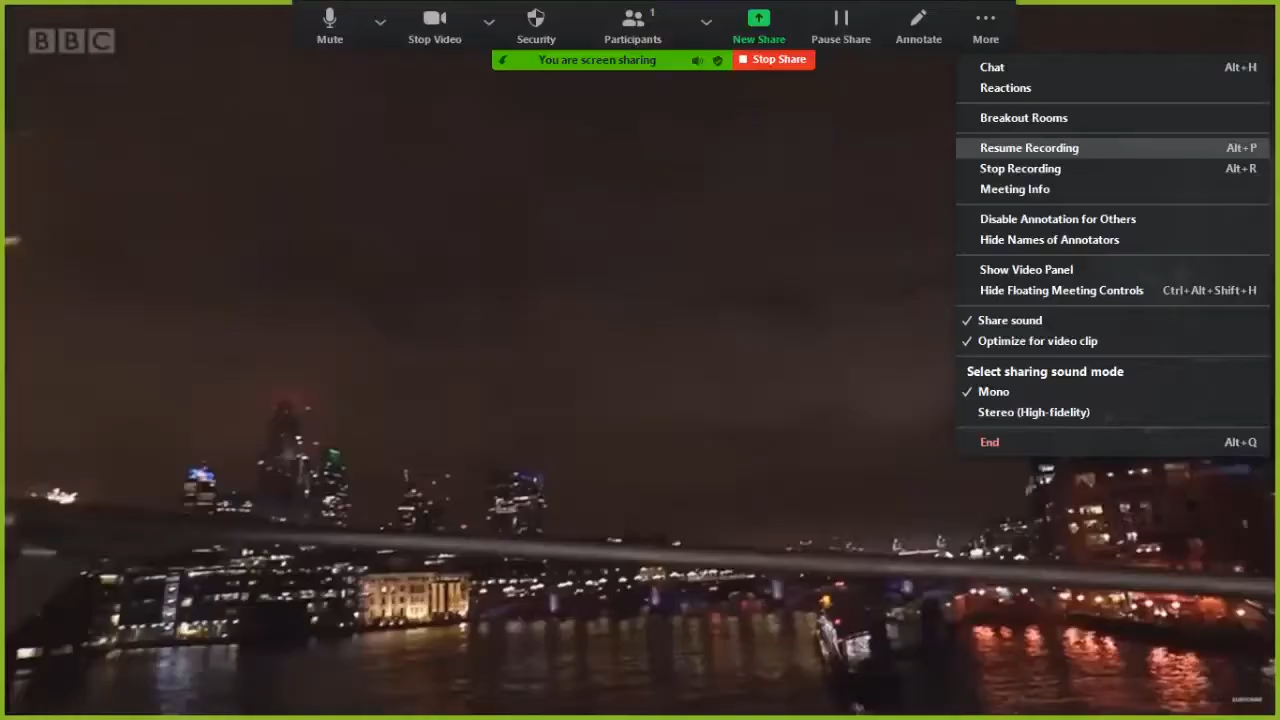 BBC
Mute
Stop Video
Security
Participants 1
New Share
Pause Share
Annotate
More
You are screen sharing
Stop Share
Chat Alt+H
Reactions
Breakout Rooms
Resume Recording Alt+P
Stop Recording Alt+R
Meeting Info
Disable Annotation for Others
Hide Names of Annotators
Show Video Panel
Hide Floating Meeting Controls Ctrl+Alt+Shift+H
Share sound
Optimize for video clip
Select sharing sound mode
Mono
Stereo (High-fidelity)
End Alt+Q
SUBSCRIBE